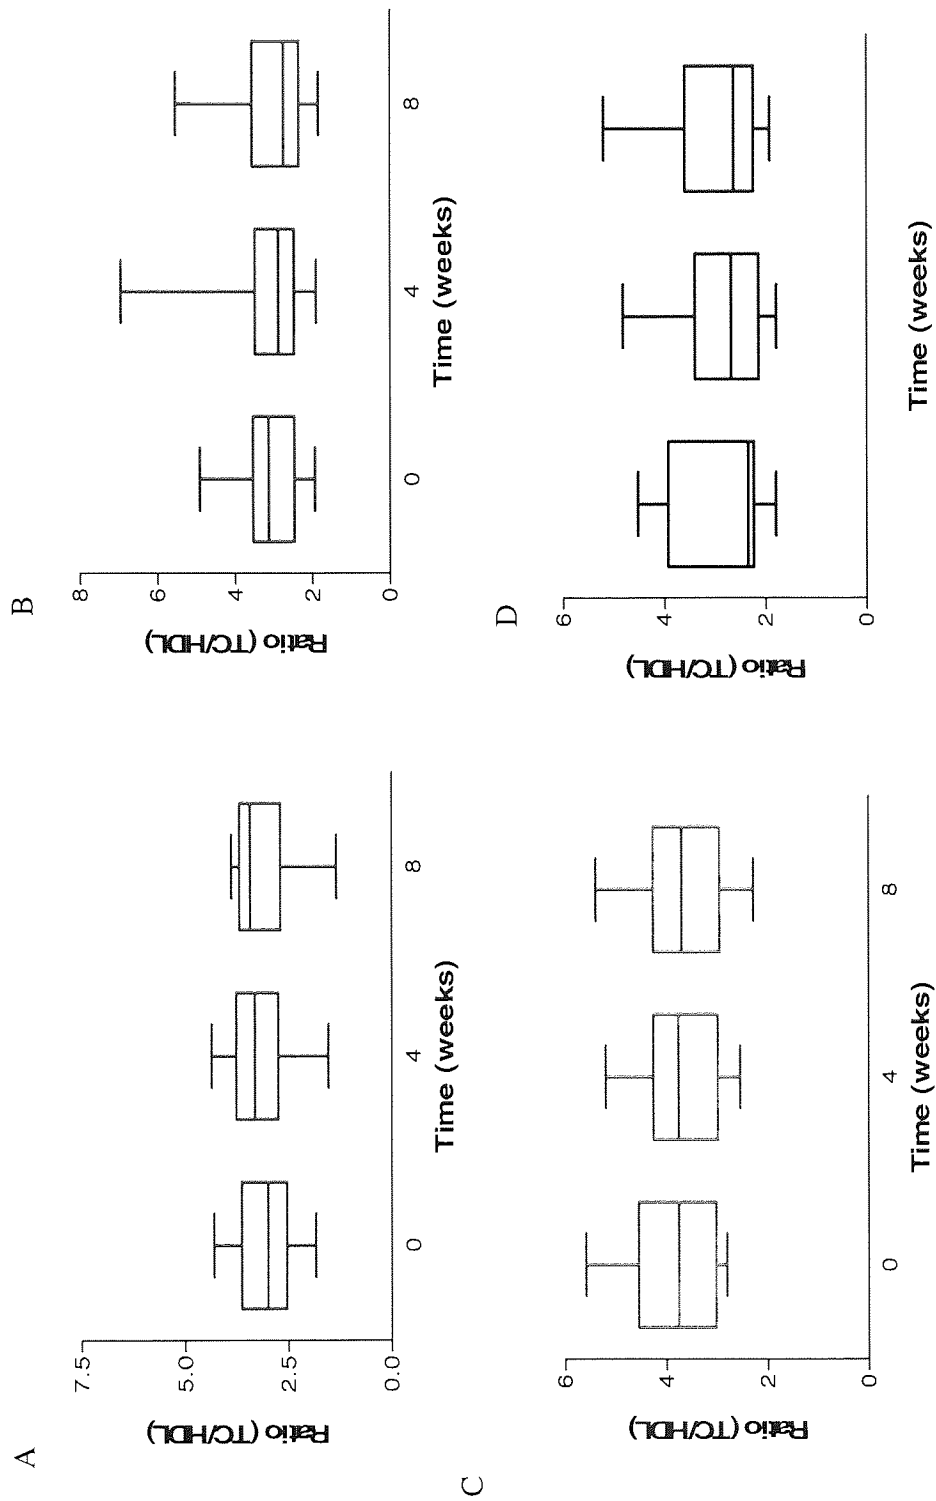 A
Ratio (TC/HDL)
7.5
5.0
2.5
0.0
0 4 8
Time (weeks)
B
Ratio (TC/HDL)
8
6
4
2
0
0 4 8
Time (weeks)
C
Ratio (TC/HDL)
6
4
2
0
0 4 8
Time (weeks)
D
Ratio (TC/HDL)
6
4
2
0
Time (weeks)